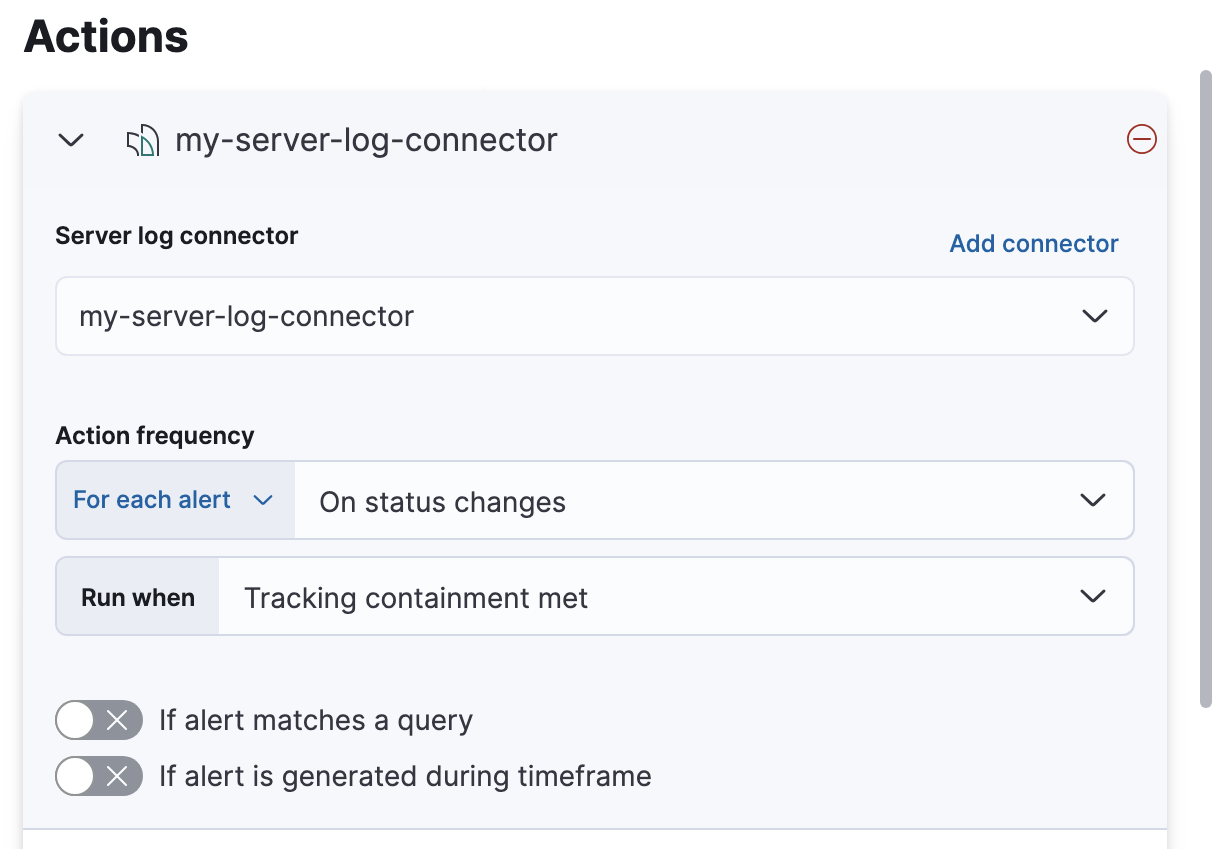 Actions
my-server-log-connector
Server log connector
Add connector
my-server-log-connector
Action frequency
For each alert On status changes
Run when Tracking containment met
If alert matches a query
If alert is generated during timeframe